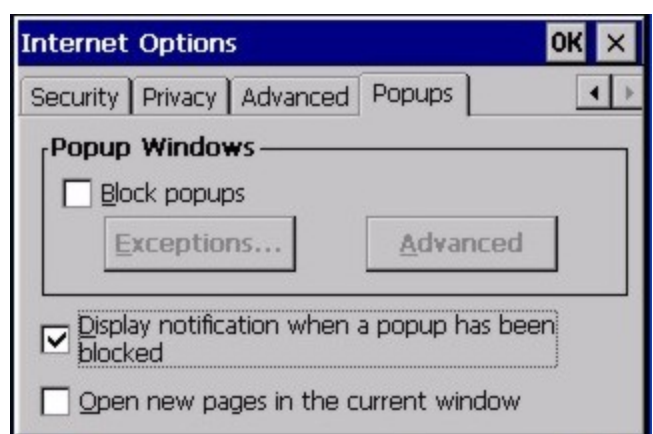 Internet Options OK ×
Security Privacy Advanced Popups
Popup Windows
Block popups
Exceptions... Advanced
Display notification when a popup has been
blocked
Open new pages in the current window